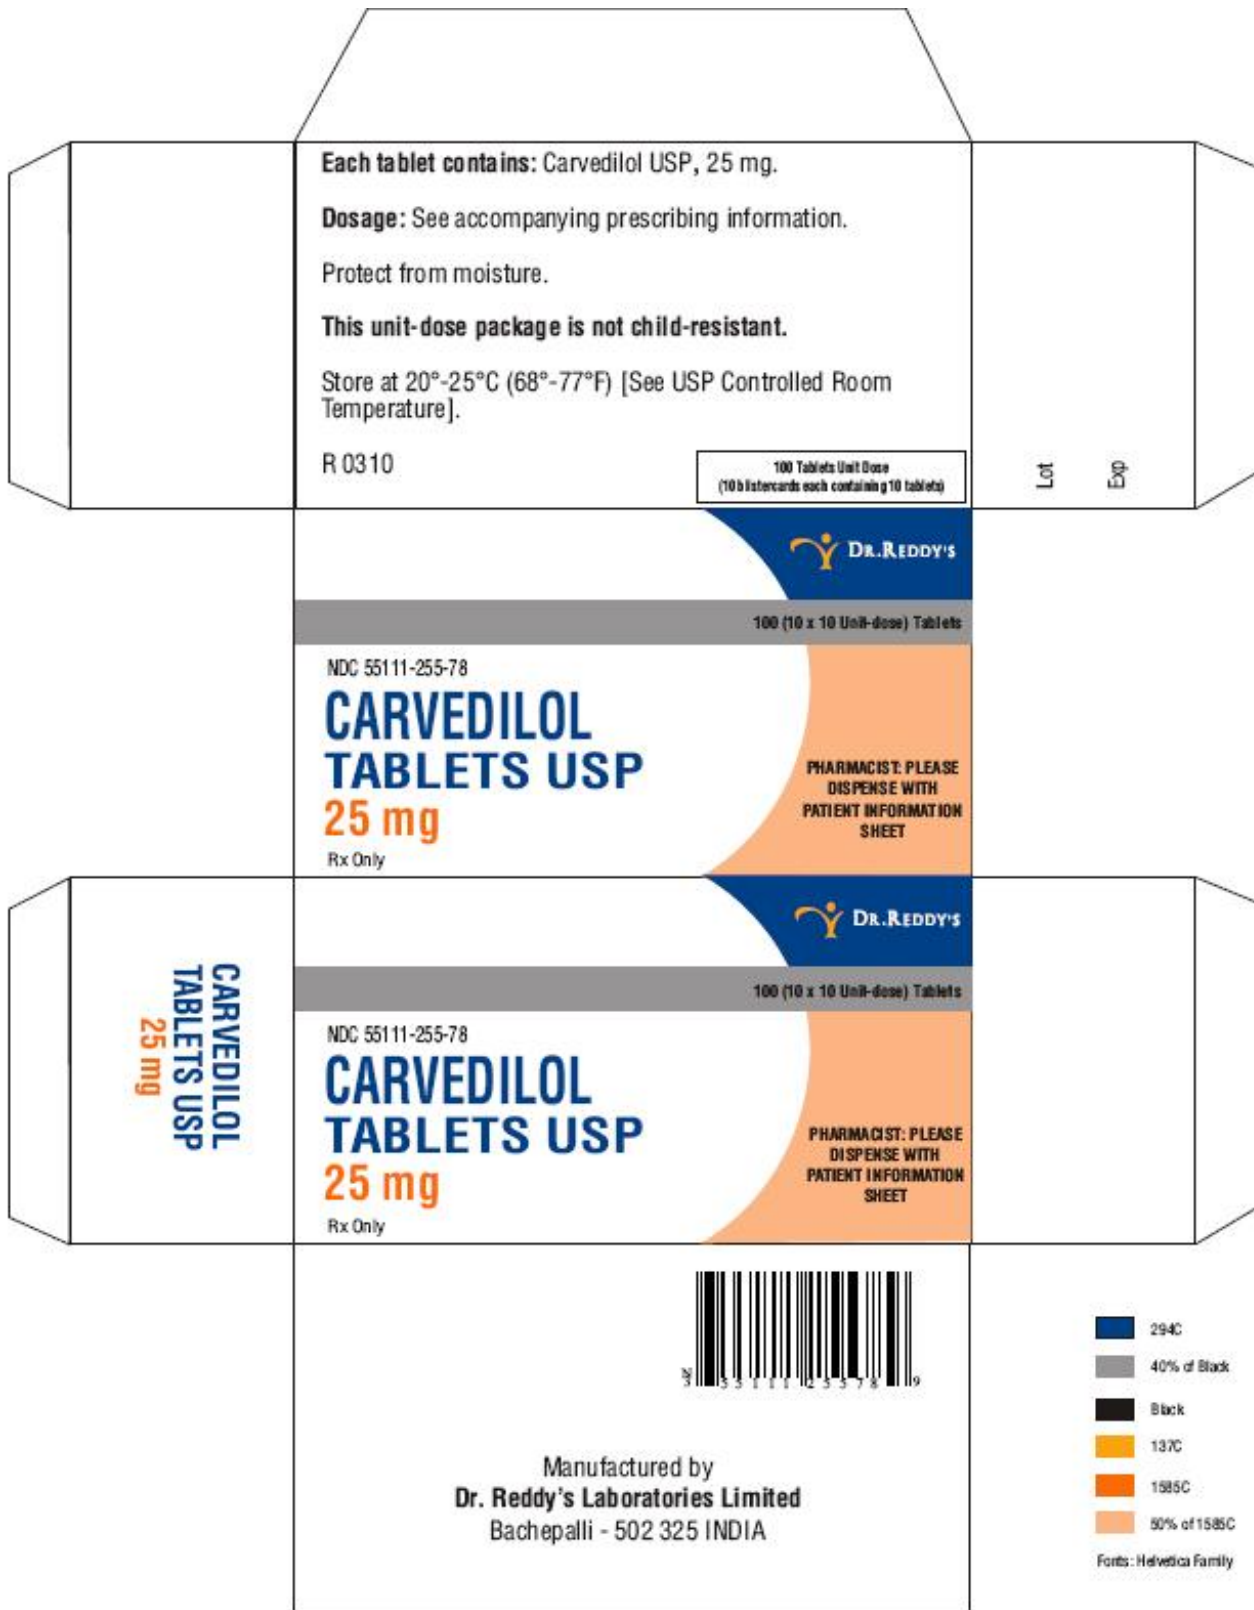 Each tablet contains: Carvedilol USP, 25 mg.
Dosage: See accompanying prescribing information.
Protect from moisture.
This unit-dose package is not child-resistant.
Store at 20°-25°C (68°-77°F) [See USP Controlled Room
Temperature].
R 0310
100 Tablets Unit Dose
(10 blistercards each containing 10 tablets)
Lot
Exp
DR.REDDY'S
100 (10 x 10 Unit-dose) Tablets
NDC 55111-255-78
CARVEDILOL
TABLETS USP
25 mg
Rx Only
PHARMACIST: PLEASE
DISPENSE WITH
PATIENT INFORMATION
SHEET
DR.REDDY'S
100 (10 x 10 Unit-dose) Tablets
NDC 55111-255-78
CARVEDILOL
TABLETS USP
25 mg
Rx Only
PHARMACIST: PLEASE
DISPENSE WITH
PATIENT INFORMATION
SHEET
CARVEDILOL
TABLETS USP
25 mg
3 55111 25578 9
Manufactured by
Dr. Reddy's Laboratories Limited
Bachepalli - 502 325 INDIA
294C
40% of Black
Black
137C
1585C
50% of 1585C
Fonts: Helvetica Family